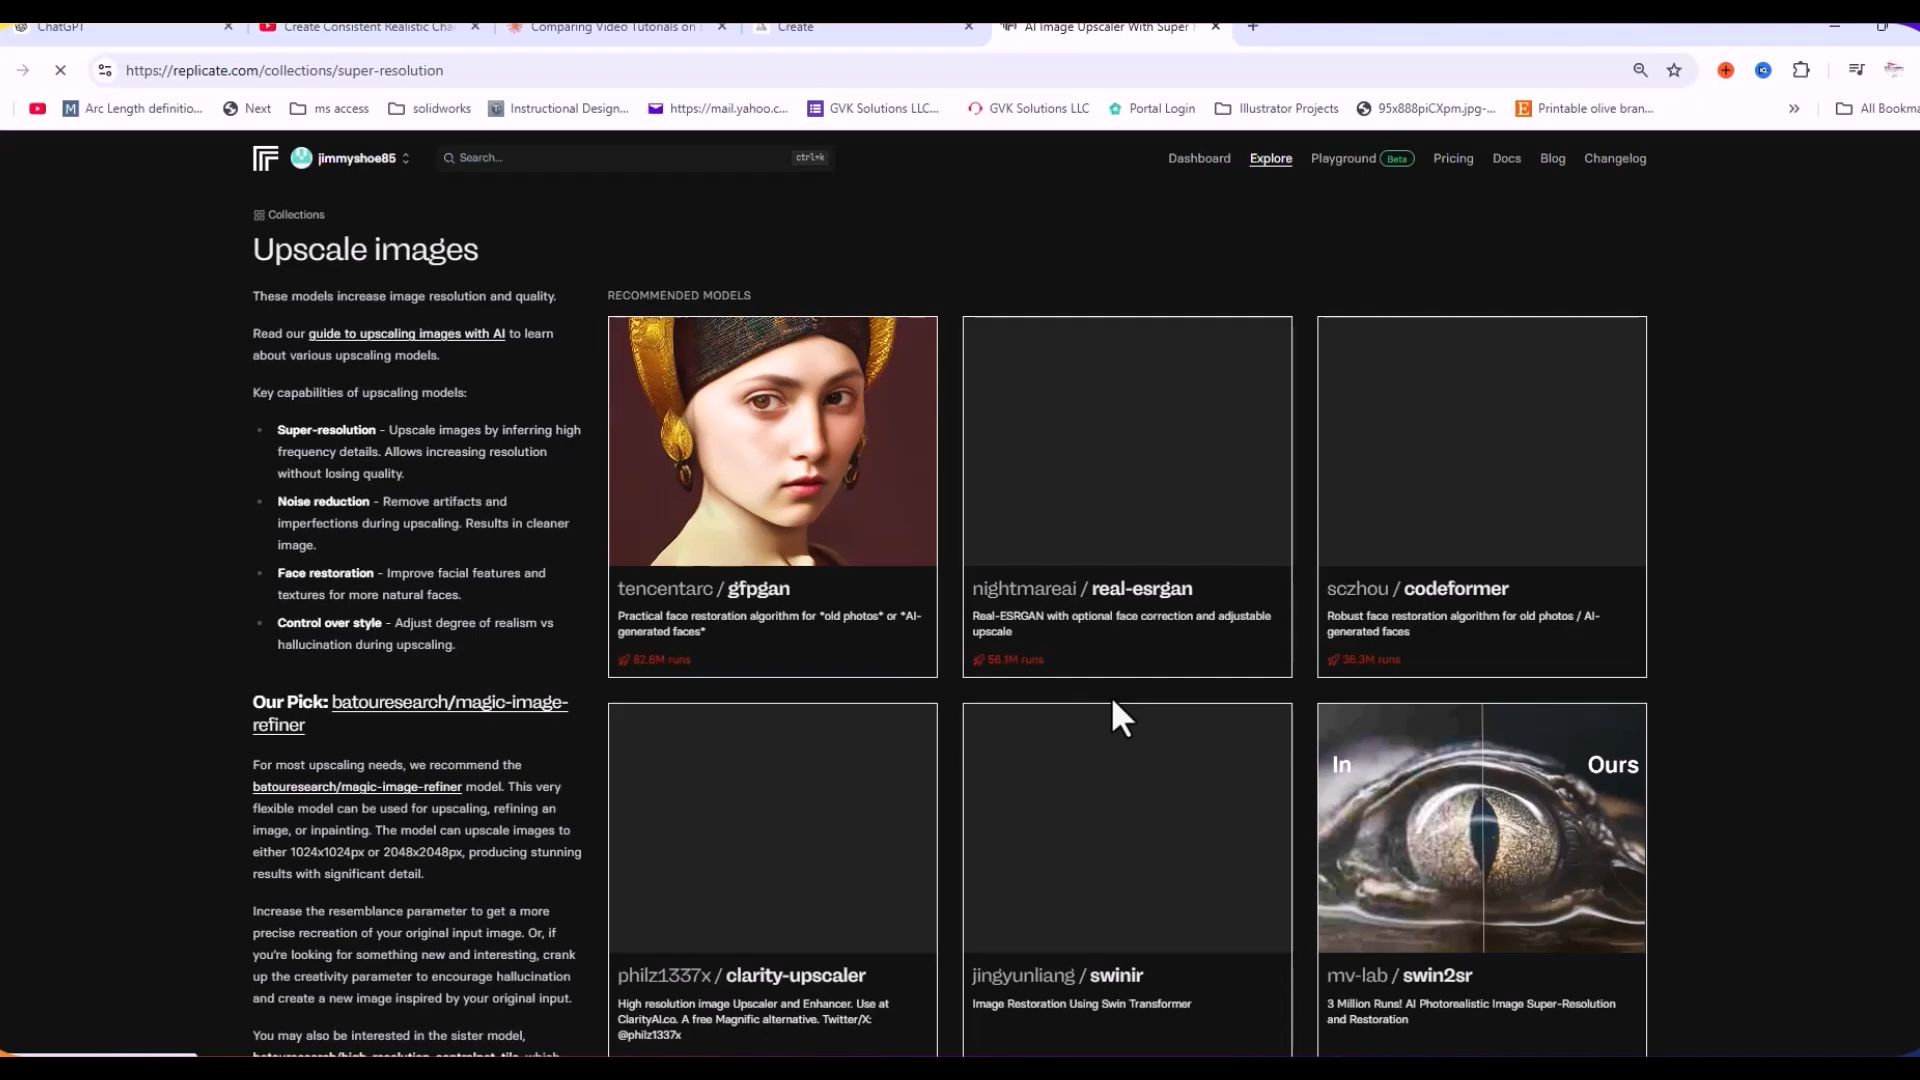 ChatGPT
Create Consistent Realistic Cha
Comparing Video Tutorials on
Create
AI Image Upscaler With Super
https://replicate.com/collections/super-resolution
Arc Length definitio...
Next
ms access
solidworks
Instructional Design...
https://mail.yahoo.c...
GVK Solutions LLC...
GVK Solutions LLC
Portal Login
Illustrator Projects
95x888piCXpm.jpg-...
Printable olive bran...
All Bookma
jimmyshoe85
Search...
ctrl+k
Dashboard
Explore
Playground Beta
Pricing
Docs
Blog
Changelog
Collections
Upscale images
These models increase image resolution and quality.
Read our guide to upscaling images with AI to learn
about various upscaling models.
Key capabilities of upscaling models:
• Super-resolution - Upscale images by inferring high
frequency details. Allows increasing resolution
without losing quality.
• Noise reduction - Remove artifacts and
imperfections during upscaling. Results in cleaner
image.
• Face restoration - Improve facial features and
textures for more natural faces.
• Control over style - Adjust degree of realism vs
hallucination during upscaling.
Our Pick: batouresearch/magic-image-
refiner
For most upscaling needs, we recommend the
batouresearch/magic-image-refiner model. This very
flexible model can be used for upscaling, refining an
image, or inpainting. The model can upscale images to
either 1024x1024px or 2048x2048px, producing stunning
results with significant detail.
Increase the resemblance parameter to get a more
precise recreation of your original input image. Or, if
you're looking for something new and interesting, crank
up the creativity parameter to encourage hallucination
and create a new image inspired by your original input.
You may also be interested in the sister model,
batouresearch/high-resolution-controlnet-tile, which
RECOMMENDED MODELS
tencentarc / gfpgan
Practical face restoration algorithm for *old photos* or *AI-
generated faces*
82.6M runs
nightmareai / real-esrgan
Real-ESRGAN with optional face correction and adjustable
upscale
56.1M runs
sczhou / codeformer
Robust face restoration algorithm for old photos / AI-
generated faces
36.3M runs
philz1337x / clarity-upscaler
High resolution image Upscaler and Enhancer. Use at
ClarityAI.co. A free Magnific alternative. Twitter/X:
@philz1337x
jingyunliang / swinir
Image Restoration Using Swin Transformer
In
Ours
mv-lab / swin2sr
3 Million Runs! AI Photorealistic Image Super-Resolution
and Restoration